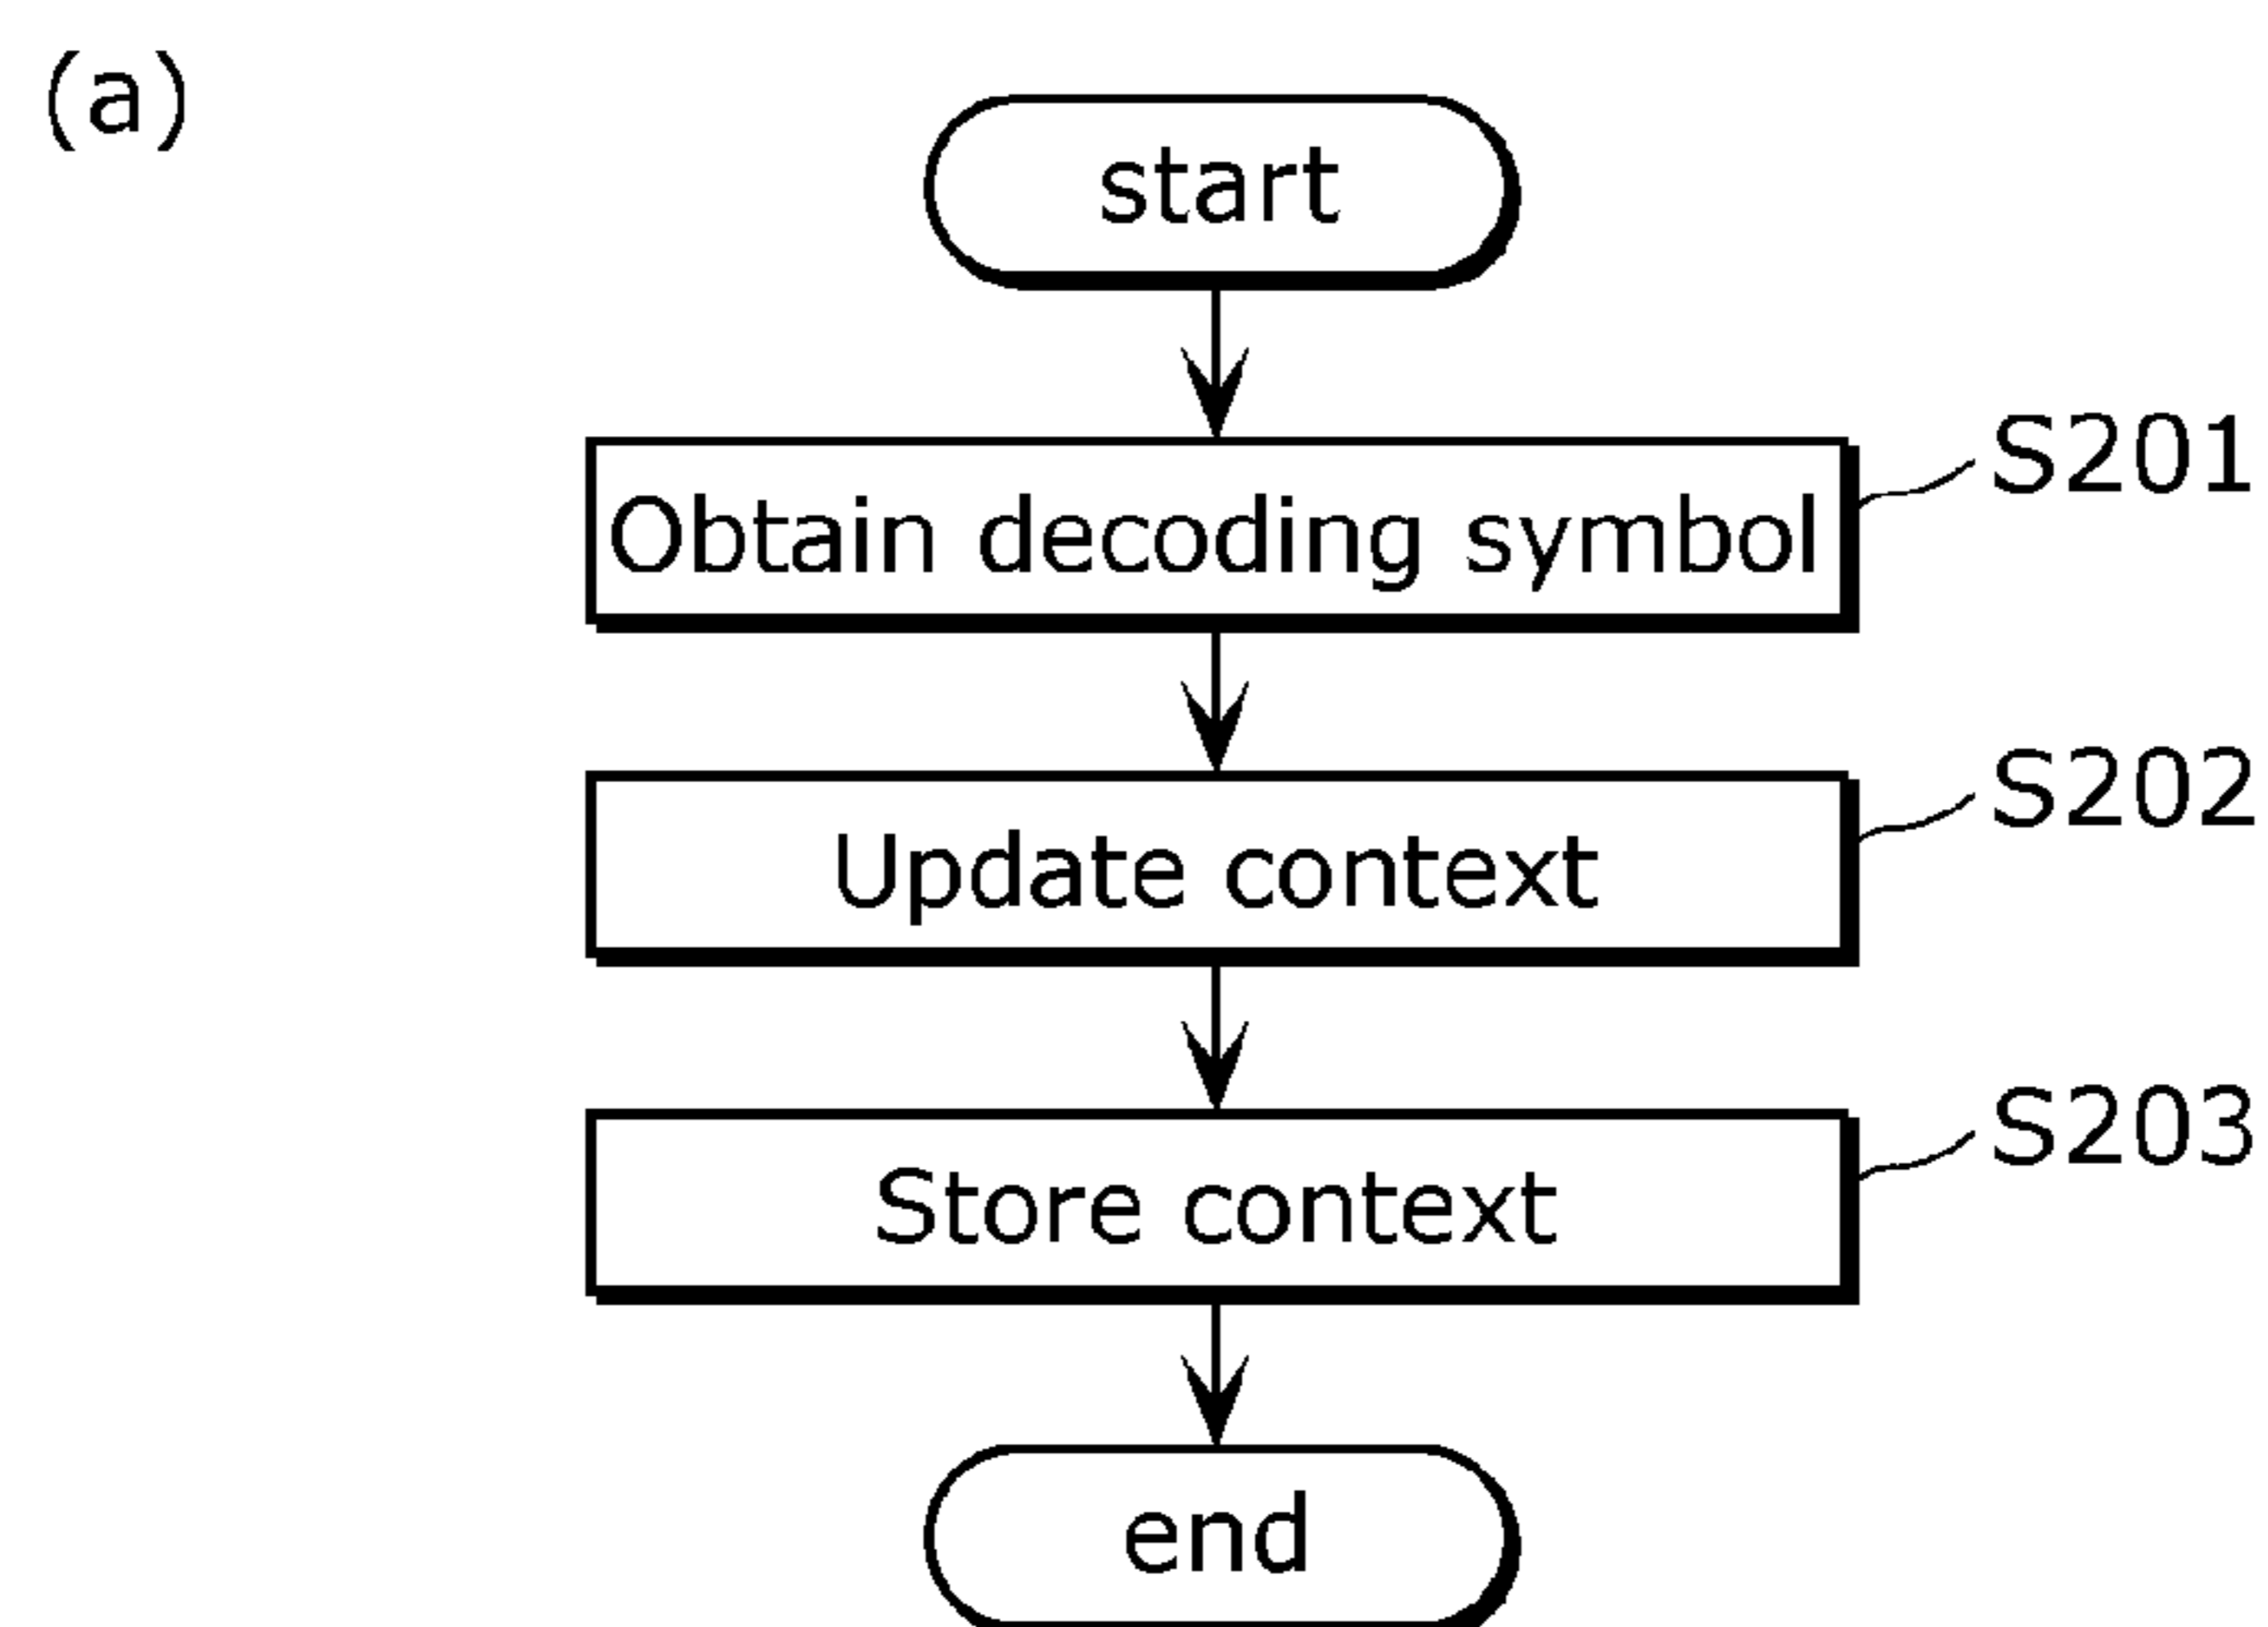 (a)
start
Obtain decoding symbol
S201
Update context
S202
Store context
S203
end